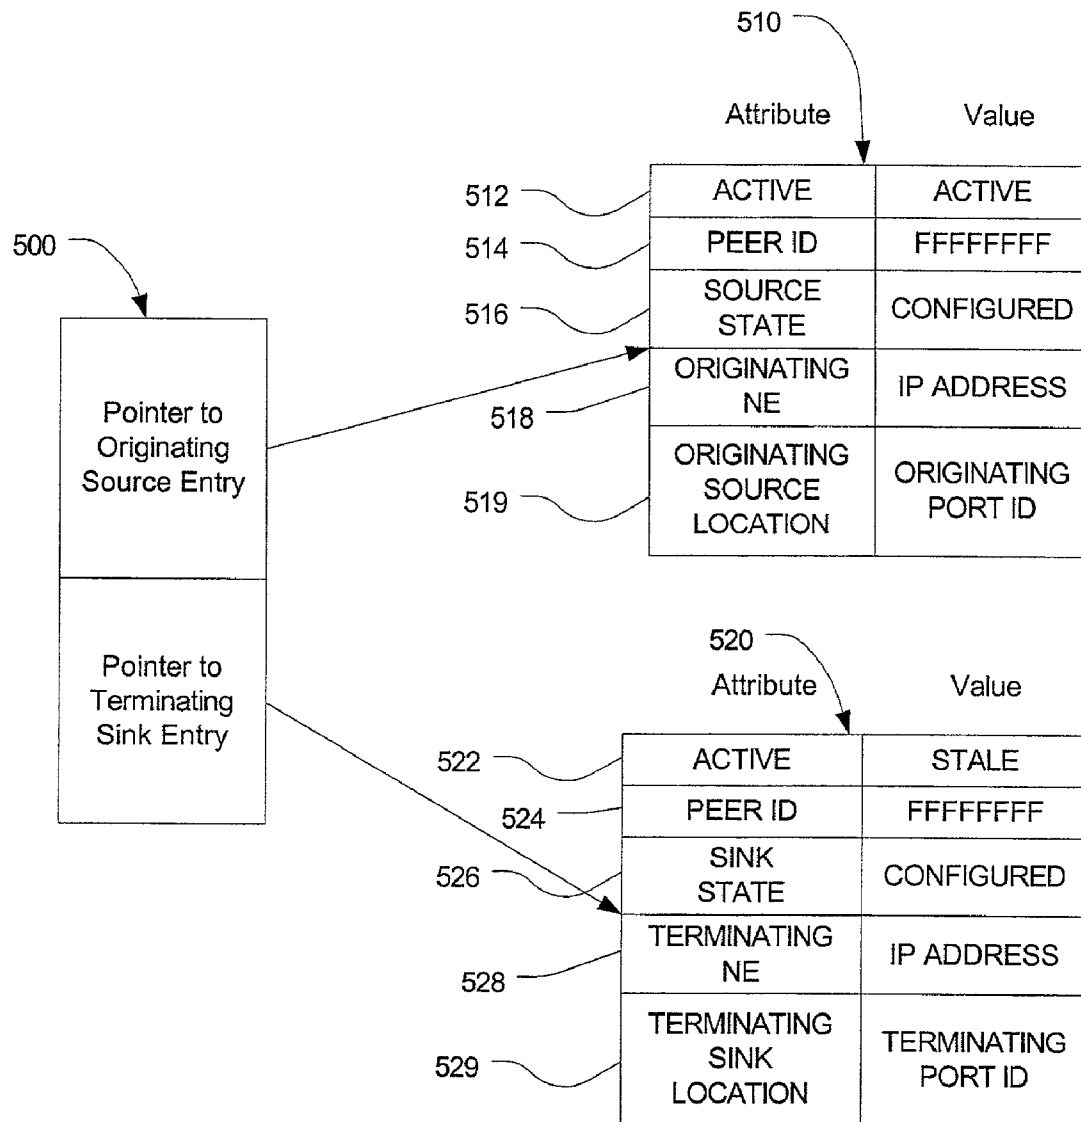 510
Attribute Value
512 ACTIVE ACTIVE
514 PEER ID FFFFFFFF
516 SOURCE
STATE CONFIGURED
518 ORIGINATING
NE IP ADDRESS
519 ORIGINATING
SOURCE
LOCATION ORIGINATING
PORT ID
500
Pointer to
Originating
Source Entry
Pointer to
Terminating
Sink Entry
520
Attribute Value
522 ACTIVE STALE
524 PEER ID FFFFFFFF
526 SINK
STATE CONFIGURED
528 TERMINATING
NE IP ADDRESS
529 TERMINATING
SINK
LOCATION TERMINATING
PORT ID